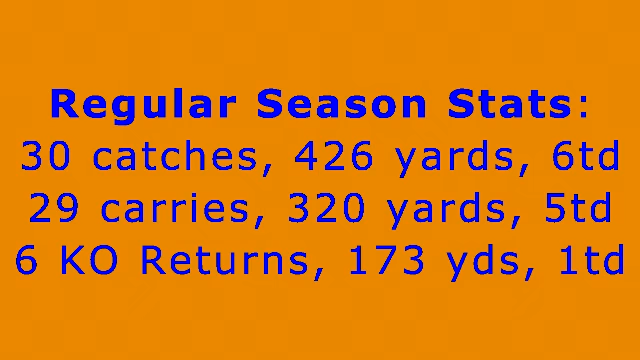 Regular Season Stats:
30 catches, 426 yards, 6td
29 carries, 320 yards, 5td
6 KO Returns, 173 yds, 1td